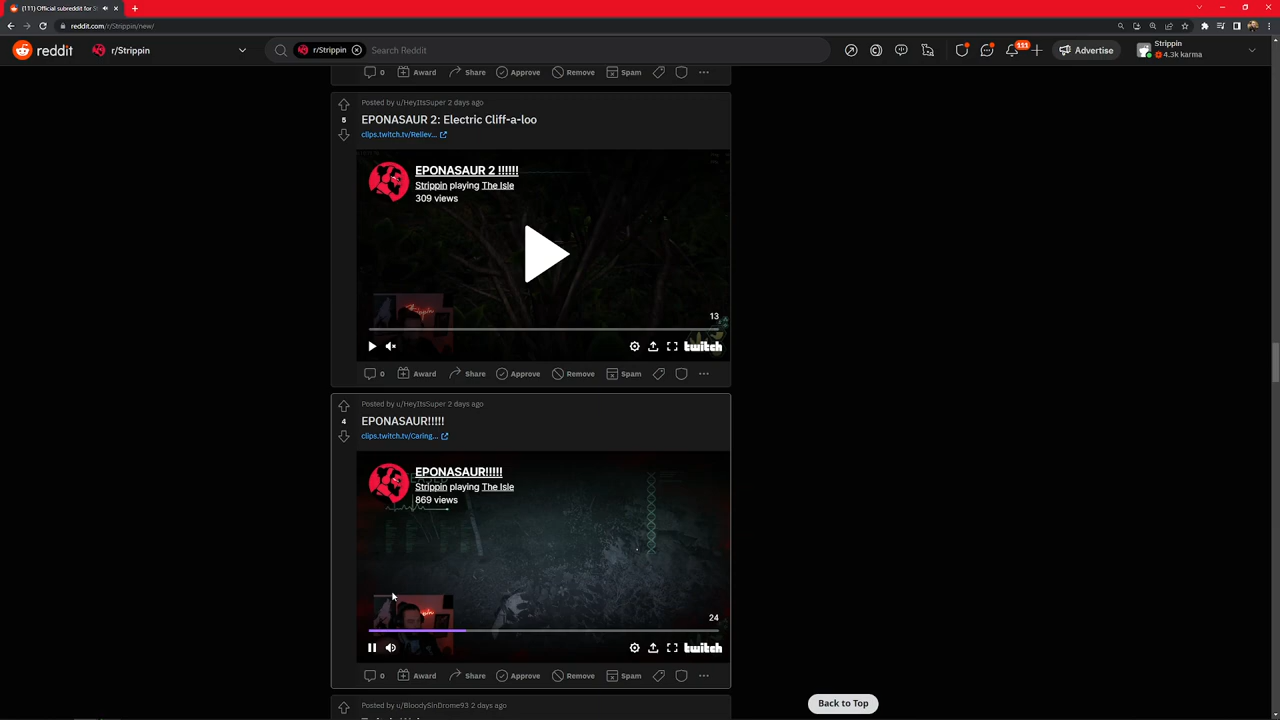 (111) Official subreddit for S
reddit.com/r/Strippin/new/
reddit
r/Strippin
r/Strippin
Search Reddit
111
Advertise
Strippin
4.3k karma
0 Award Share Approve Remove Spam
Posted by u/HeyItsSuper 2 days ago
5
EPONASAUR 2: Electric Cliff-a-loo
clips.twitch.tv/Reliev...
EPONASAUR 2 !!!!!!
Strippin playing The Isle
309 views
13
twitch
0 Award Share Approve Remove Spam
Posted by u/HeyItsSuper 2 days ago
4
EPONASAUR!!!!!
clips.twitch.tv/Caring...
EPONASAUR!!!!!
Strippin playing The Isle
869 views
24
twitch
0 Award Share Approve Remove Spam
Posted by u/BloodySinDrome93 2 days ago
Back to Top